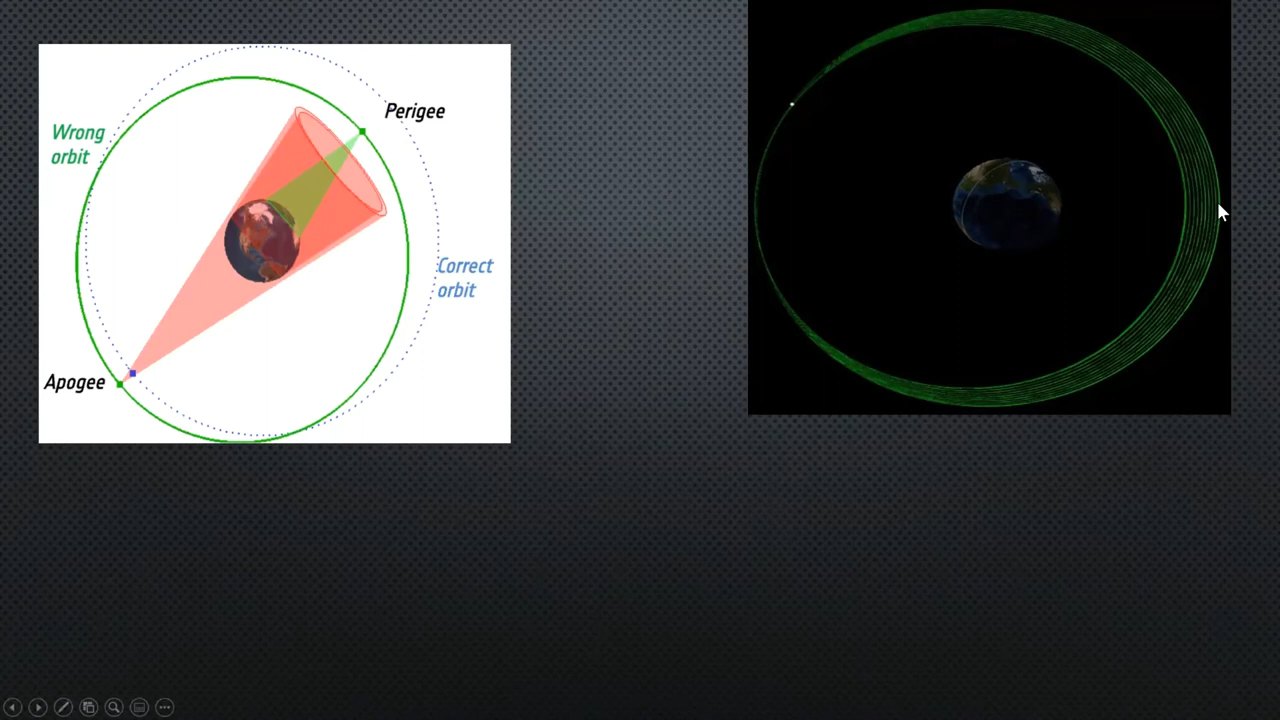 Perigee
Wrong
orbit
Correct
orbit
Apogee